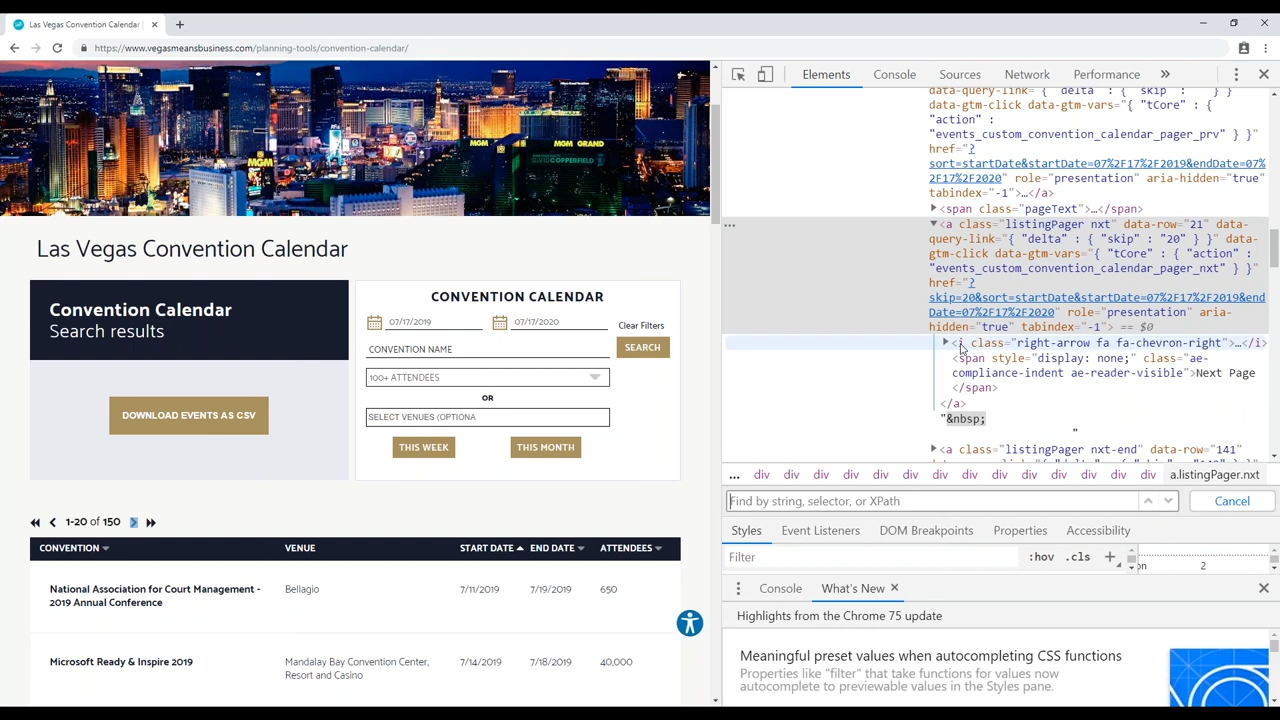 Las Vegas Convention Calendar |
https://www.vegasmeansbusiness.com/planning-tools/convention-calendar/
MGM
MGM
MGM GRAND
DAVID COPPERFIELD
Las Vegas Convention Calendar
Convention Calendar
Search results
DOWNLOAD EVENTS AS CSV
CONVENTION CALENDAR
07/17/2019
07/17/2020
Clear Filters
CONVENTION NAME
SEARCH
100+ ATTENDEES
OR
SELECT VENUES (OPTIONA
THIS WEEK
THIS MONTH
1-20 of 150
CONVENTION VENUE START DATE END DATE ATTENDEES
National Association for Court Management - Bellagio 7/11/2019 7/19/2019 650
2019 Annual Conference
Microsoft Ready & Inspire 2019 Mandalay Bay Convention Center, 7/14/2019 7/18/2019 40,000
Resort and Casino
Elements Console Sources Network Performance »
data-query-link="{ "delta" : { "skip" : "" } }"
data-gtm-click data-gtm-vars="{ "tCore" : {
"action" :
"events_custom_convention_calendar_pager_prv" } }"
href="?
sort=startDate&startDate=07%2F17%2F2019&endDate=07%
2F17%2F2020" role="presentation" aria-hidden="true"
tabindex="-1">…</a>
<span class="pageText">…</span>
<a class="listingPager nxt" data-row="21" data-
query-link="{ "delta" : { "skip" : "20" } }" data-
gtm-click data-gtm-vars="{ "tCore" : { "action" :
"events_custom_convention_calendar_pager_nxt" } }"
href="?
skip=20&sort=startDate&startDate=07%2F17%2F2019&end
Date=07%2F17%2F2020" role="presentation" aria-
hidden="true" tabindex="-1"> == $0
<i class="right-arrow fa fa-chevron-right">…</i>
<span style="display: none;" class="ae-
compliance-indent ae-reader-visible">Next Page
</span>
</a>
"&nbsp;
"
<a class="listingPager nxt-end" data-row="141"
... div div div div div div div div div div div div div div a.listingPager.nxt
Find by string, selector, or XPath
Cancel
Styles Event Listeners DOM Breakpoints Properties Accessibility
Filter
:hov .cls +
on 2
Console What's New
Highlights from the Chrome 75 update
Meaningful preset values when autocompleting CSS functions
Properties like "filter" that take functions for values now
autocomplete to previewable values in the Styles pane.